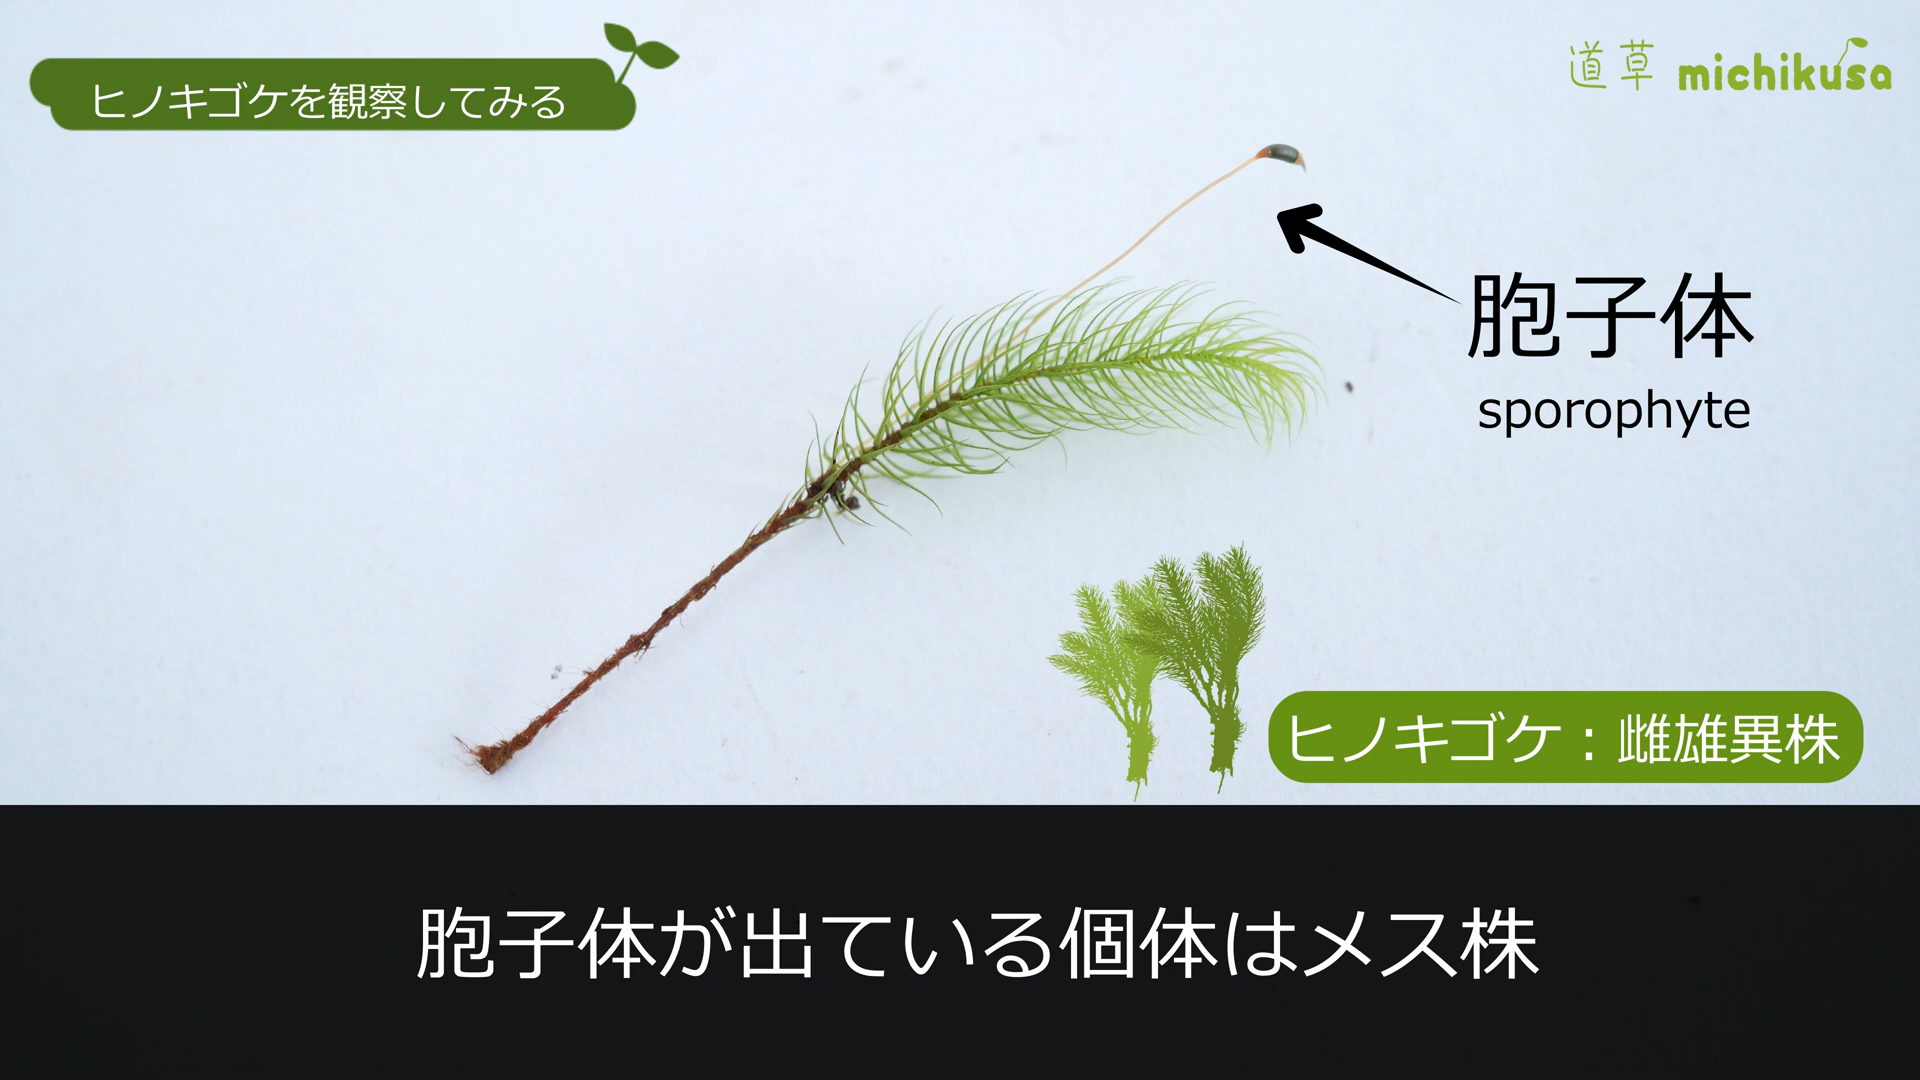 ヒノキゴケを観察してみる
道草 michikusa
胞子体
sporophyte
ヒノキゴケ：雌雄異株
胞子体が出ている個体はメス株